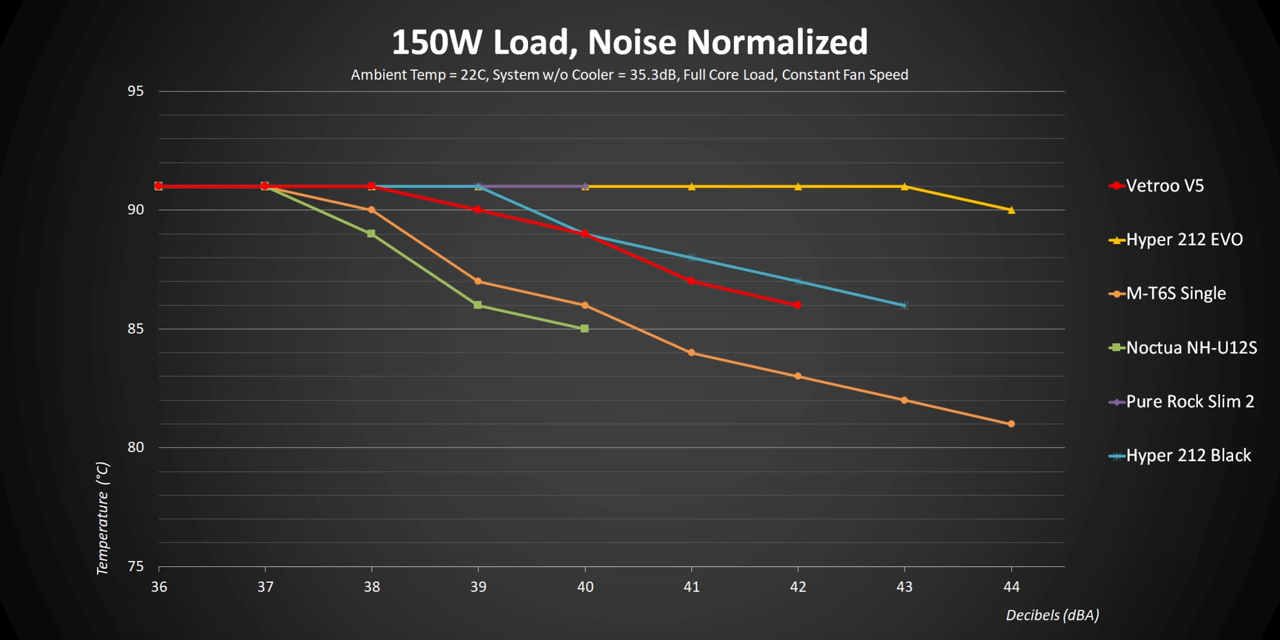 150W Load, Noise Normalized
Ambient Temp = 22C, System w/o Cooler = 35.3dB, Full Core Load, Constant Fan Speed
95
90
85
80
75
Temperature (°C)
36 37 38 39 40 41 42 43 44
Decibels (dBA)
Vetroo V5
Hyper 212 EVO
M-T6S Single
Noctua NH-U12S
Pure Rock Slim 2
Hyper 212 Black